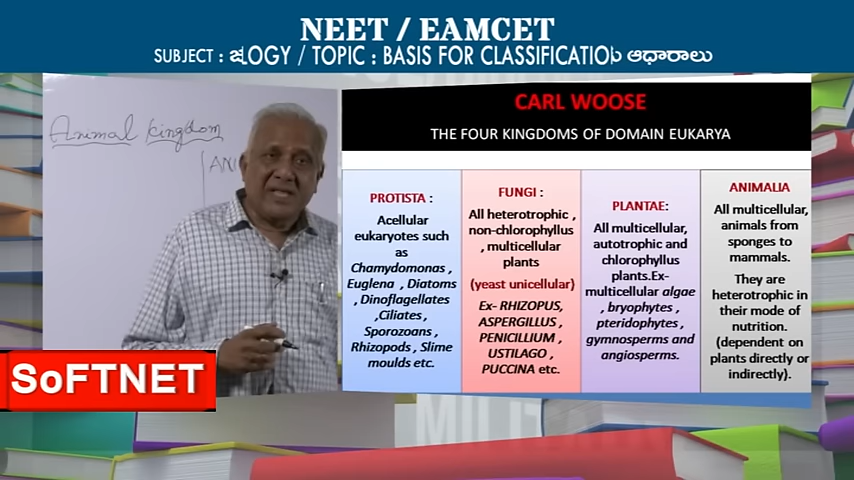 NEET / EAMCET
SUBJECT : జLOGY / TOPIC : BASIS FOR CLASSIFICATIO ఆధారాలు
Animal kingdom
ANI
CARL WOOSE
THE FOUR KINGDOMS OF DOMAIN EUKARYA
PROTISTA :
Acellular
eukaryotes such
as
Chamydomonas ,
Euglena , Diatoms
, Dinoflagellates
,Ciliates ,
Sporozoans ,
Rhizopods , Slime
moulds etc.
FUNGI :
All heterotrophic ,
non-chlorophyllus
, multicellular
plants
(yeast unicellular)
Ex- RHIZOPUS,
ASPERGILLUS ,
PENICILLIUM ,
USTILAGO ,
PUCCINA etc.
PLANTAE:
All multicellular,
autotrophic and
chlorophyllus
plants.Ex-
multicellular algae
, bryophytes ,
pteridophytes ,
gymnosperms and
angiosperms.
ANIMALIA
All multicellular,
animals from
sponges to
mammals.
They are
heterotrophic in
their mode of
nutrition.
(dependent on
plants directly or
indirectly).
SoFTNET